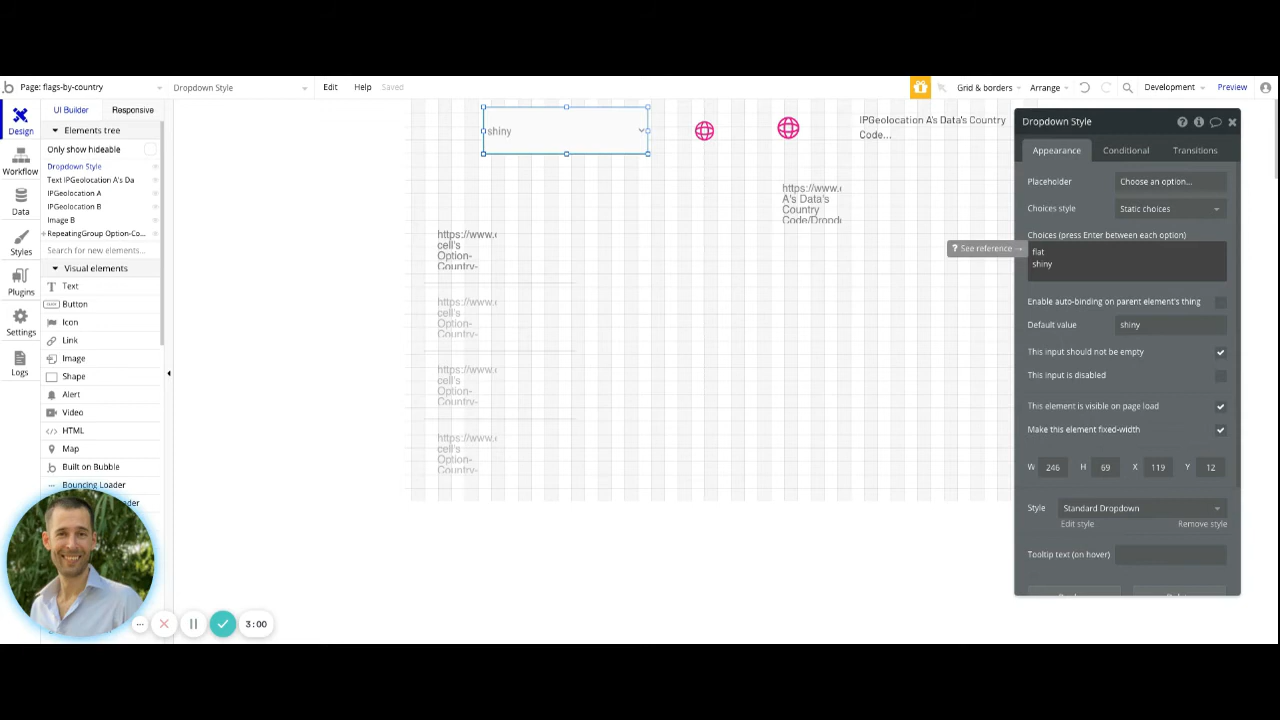 Page: flags-by-country
Dropdown Style
Edit
Help
Saved
Grid & borders
Arrange
Development
Preview
Design
Workflow
Data
Styles
Plugins
Settings
Logs
UI Builder
Responsive
Elements tree
Only show hideable
Dropdown Style
Text IPGeolocation A's Da
IPGeolocation A
IPGeolocation B
Image B
RepeatingGroup Option-Co...
Search for new elements...
Visual elements
Text
Button
Icon
Link
Image
Shape
Alert
Video
HTML
Map
Built on Bubble
Bouncing Loader
shiny
IPGeolocation A's Data's Country
Code...
https://www.
A's Data's
Country
https://www.
cell's
Option-
Country-
https://www.
cell's
Option-
Country-
https://www.
cell's
Option-
Country-
https://www.
cell's
Option-
Country-
Dropdown Style
Appearance
Conditional
Transitions
Placeholder
Choose an option...
Choices style
Static choices
Choices (press Enter between each option)
? See reference →
flat
shiny
Enable auto-binding on parent element's thing
Default value
shiny
This input should not be empty
This input is disabled
This element is visible on page load
Make this element fixed-width
W 246 H 69 X 119 Y 12
Style
Standard Dropdown
Edit style
Remove style
Tooltip text (on hover)
3:00